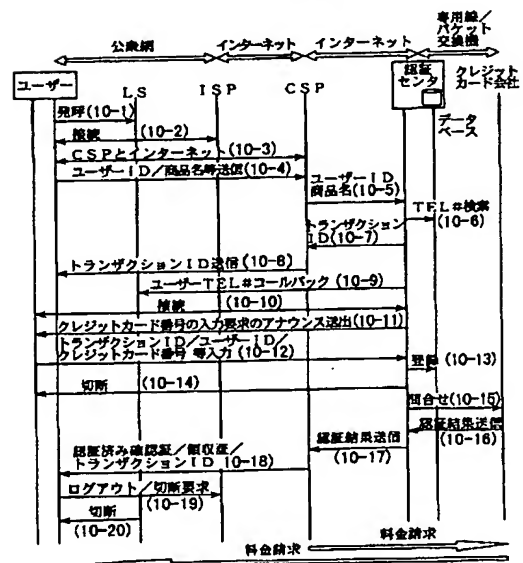 専用線／
パケット
交換機
公衆網
インターネット
インターネット
ユーザー
LS
ISP
CSP
認証
センタ
クレジット
カード会社
データ
ベース
発呼(10-1)
接続 (10-2)
CSPとインターネット(10-3)
ユーザーID／商品名等送信(10-4)
ユーザーID,
商品名(10-5)
TEL#検索
(10-6)
トランザクション
ID(10-7)
トランザクションID送信(10-8)
ユーザーTEL#コールバック(10-9)
接続 (10-10)
クレジットカード番号の入力要求のアナウンス送出(10-11)
トランザクションID／ユーザーID／
クレジットカード番号 等入力(10-12)
登録(10-13)
切断 (10-14)
問合せ(10-15)
認証結果送信
(10-16)
認証結果送信
(10-17)
認証済み確認証／領収証／
トランザクションID 10-18)
ログアウト／切断要求
(10-19)
切断
(10-20)
料金請求
料金請求